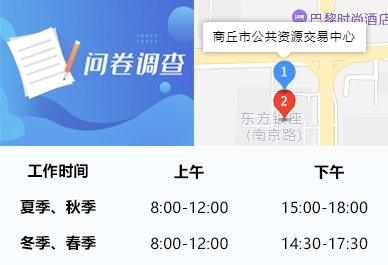 问卷调查
巴黎时尚酒店
商丘市公共资源交易中心
1
2
东方银座
(南京路)
工作时间 上午 下午
夏季、秋季 8:00-12:00 15:00-18:00
冬季、春季 8:00-12:00 14:30-17:30